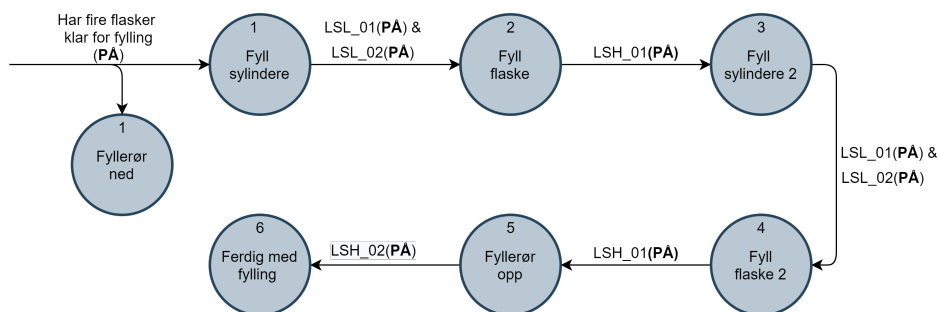 Har fire flasker
klar for fylling
(PÅ)
1
Fyll
sylindere
LSL_01(PÅ) &
LSL_02(PÅ)
2
Fyll
flaske
LSH_01(PÅ)
3
Fyll
sylindere 2
1
Fyllerør
ned
LSL_01(PÅ) &
LSL_02(PÅ)
6
Ferdig med
fylling
LSH_02(PÅ)
5
Fyllerør
opp
LSH_01(PÅ)
4
Fyll
flaske 2